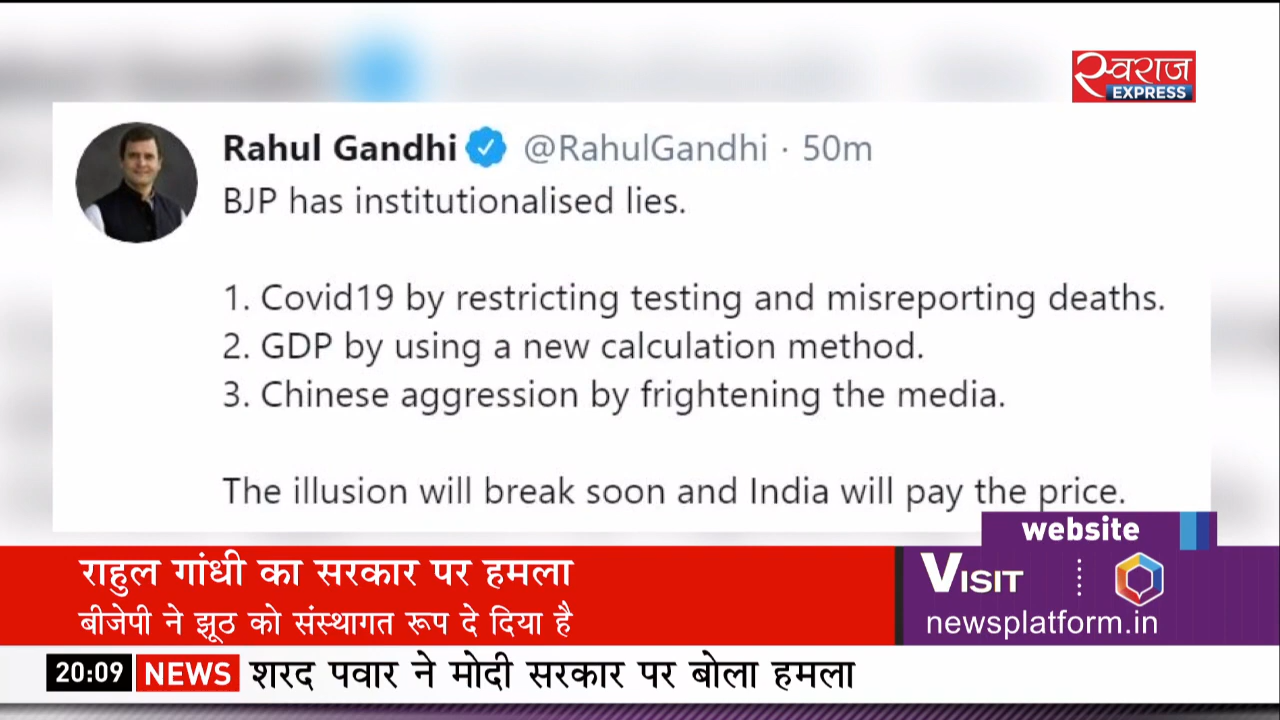 स्वराज
EXPRESS
Rahul Gandhi @RahulGandhi · 50m
BJP has institutionalised lies.
1. Covid19 by restricting testing and misreporting deaths.
2. GDP by using a new calculation method.
3. Chinese aggression by frightening the media.
The illusion will break soon and India will pay the price.
website
राहुल गांधी का सरकार पर हमला
VISIT
बीजेपी ने झूठ को संस्थागत रूप दे दिया है
newsplatform.in
20:09 NEWS शरद पवार ने मोदी सरकार पर बोला हमला